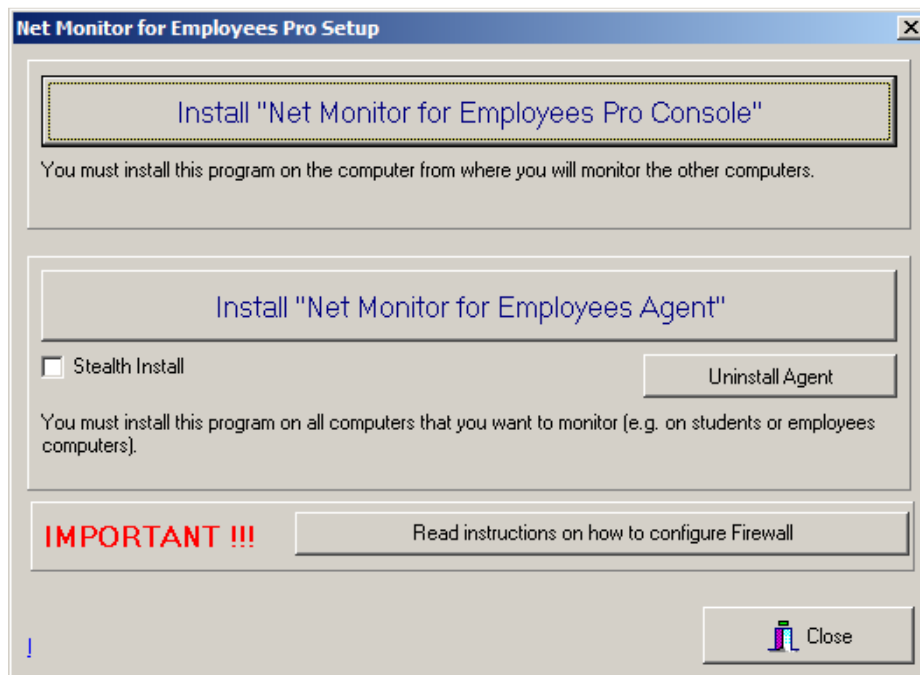 Net Monitor for Employees Pro Setup
Install "Net Monitor for Employees Pro Console"
You must install this program on the computer from where you will monitor the other computers.
Install "Net Monitor for Employees Agent"
Stealth Install
Uninstall Agent
You must install this program on all computers that you want to monitor (e.g. on students or employees
computers).
IMPORTANT !!!
Read instructions on how to configure Firewall
Close
!